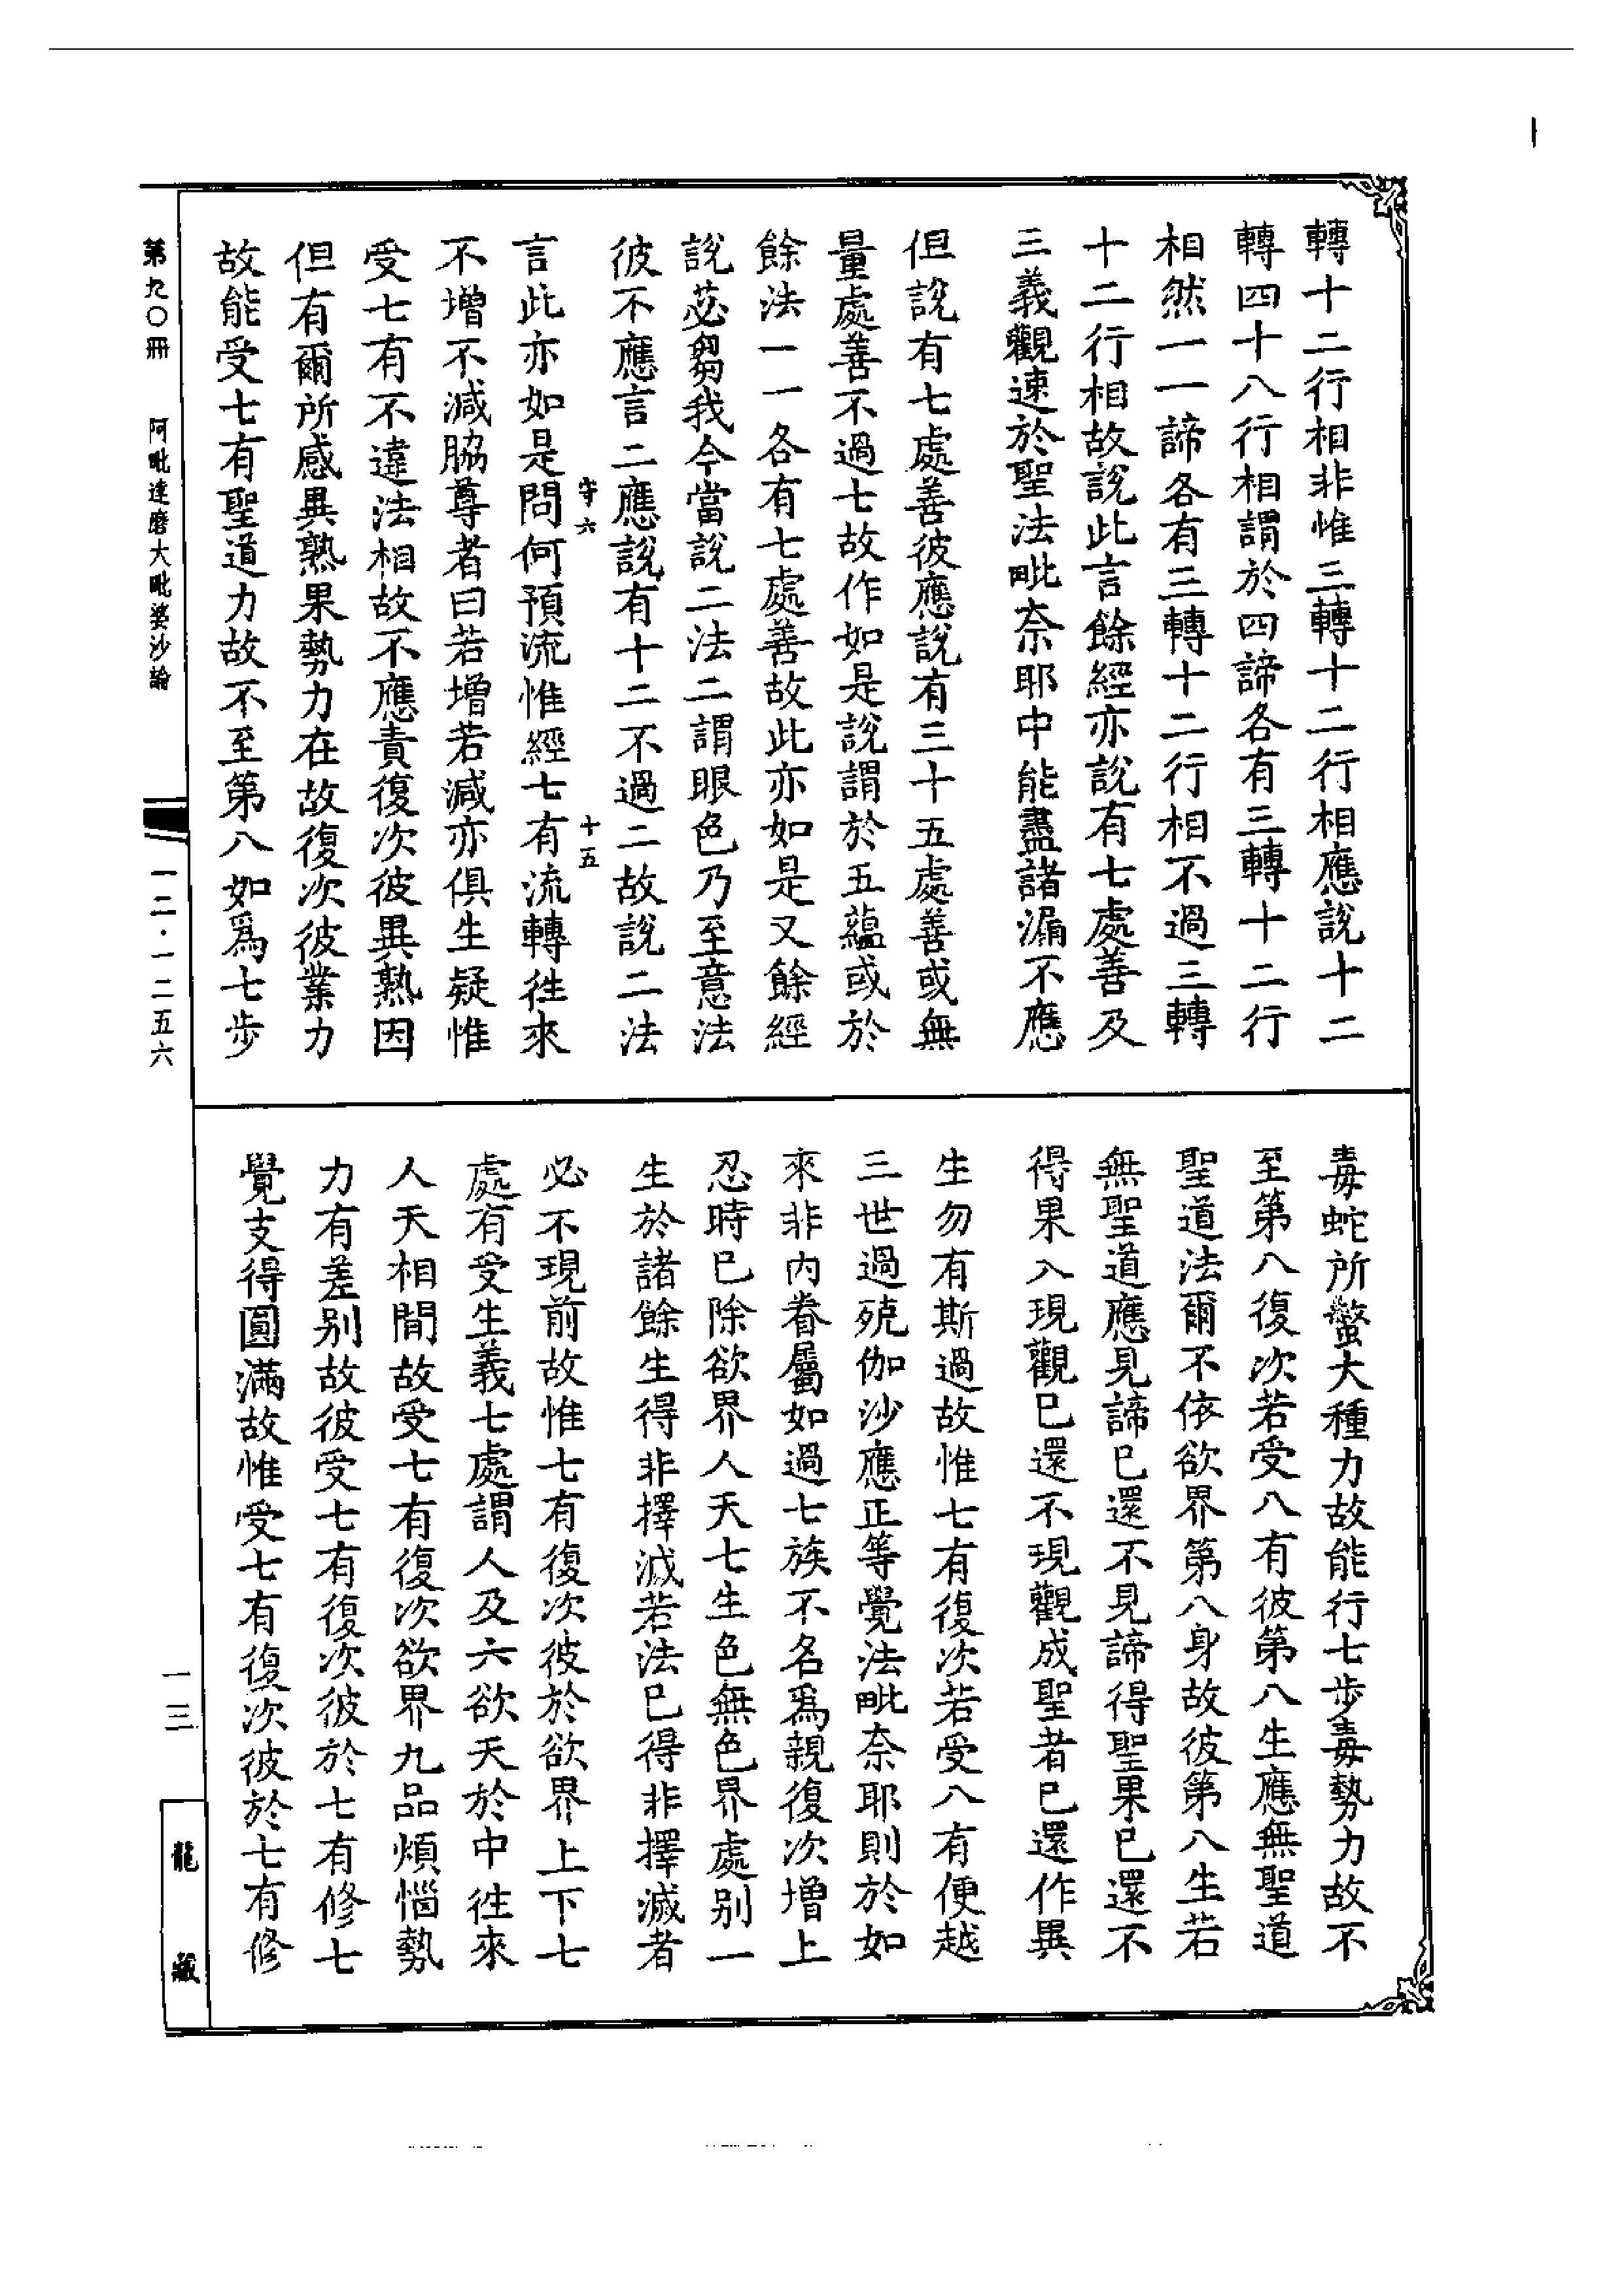 轉十二行相非惟三轉十二行相應說十二
轉四十八行相謂於四諦各有三轉十二行
相然一一諦各有三轉十二行相不過三轉
十二行相故說此言餘經亦說有七處善及
三義觀速於聖法毗奈耶中能盡諸漏不應
但說有七處善彼應說有三十五處善或無
量處善不過七故作如是說謂於五蘊或於
餘法一一各有七處善故此亦如是又餘經
說苾芻我今當說二法二謂眼色乃至意法
彼不應言二應說有十二不過二故說二法
守六 十五
言此亦如是問何預流惟經七有流轉往來
不增不減脇尊者曰若增若減亦俱生疑惟
受七有不違法相故不應責復次彼異熟因
但有爾所感異熟果勢力在故復次彼業力
故能受七有聖道力故不至第八如爲七步
毒蛇所螫大種力故能行七步毒勢力故不
至第八復次若受八有彼第八生應無聖道
聖道法爾不依欲界第八身故彼第八生若
無聖道應見諦已還不見諦得聖果已還不
得果入現觀已還不現觀成聖者已還作異
生勿有斯過故惟七有復次若受八有便越
三世過殑伽沙應正等覺法毗奈耶則於如
來非內眷屬如過七族不名爲親復次增上
忍時已除欲界人天七生色無色界處別一
生於諸餘生得非擇滅若法已得非擇滅者
必不現前故惟七有復次彼於欲界上下七
處有受生義七處謂人及六欲天於中往來
人天相間故受七有復次欲界九品煩惱勢
力有差别故彼受七有復次彼於七有修七
覺支得圓滿故惟受七有復次彼於七有修
第九〇冊 阿毗達磨大毗婆沙論
一二·一二五六
一三
龍藏